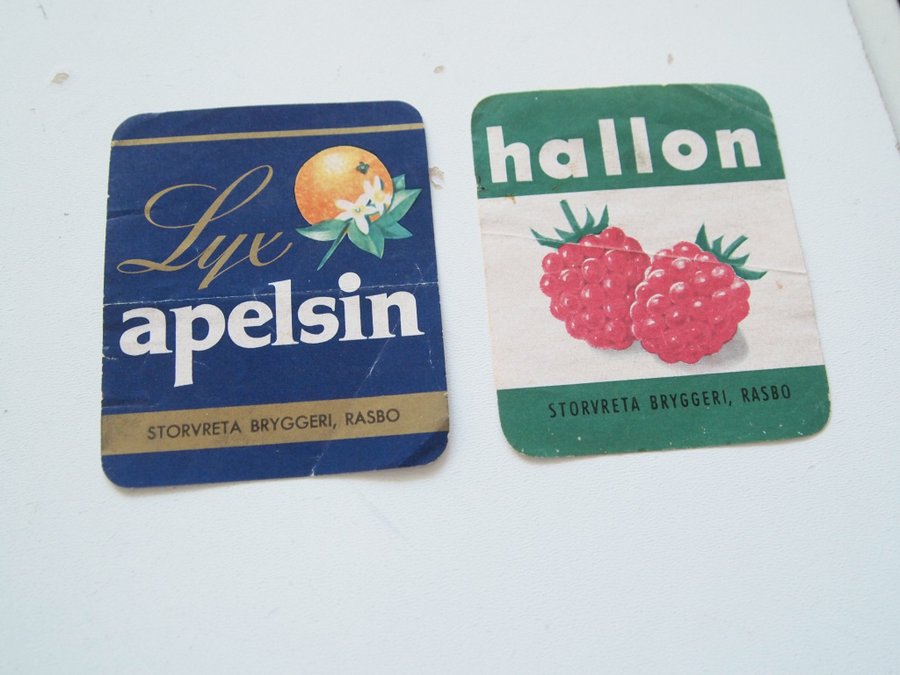 Lyx
apelsin
STORVRETA BRYGGERI, RASBO
hallon
STORVRETA BRYGGERI, RASBO